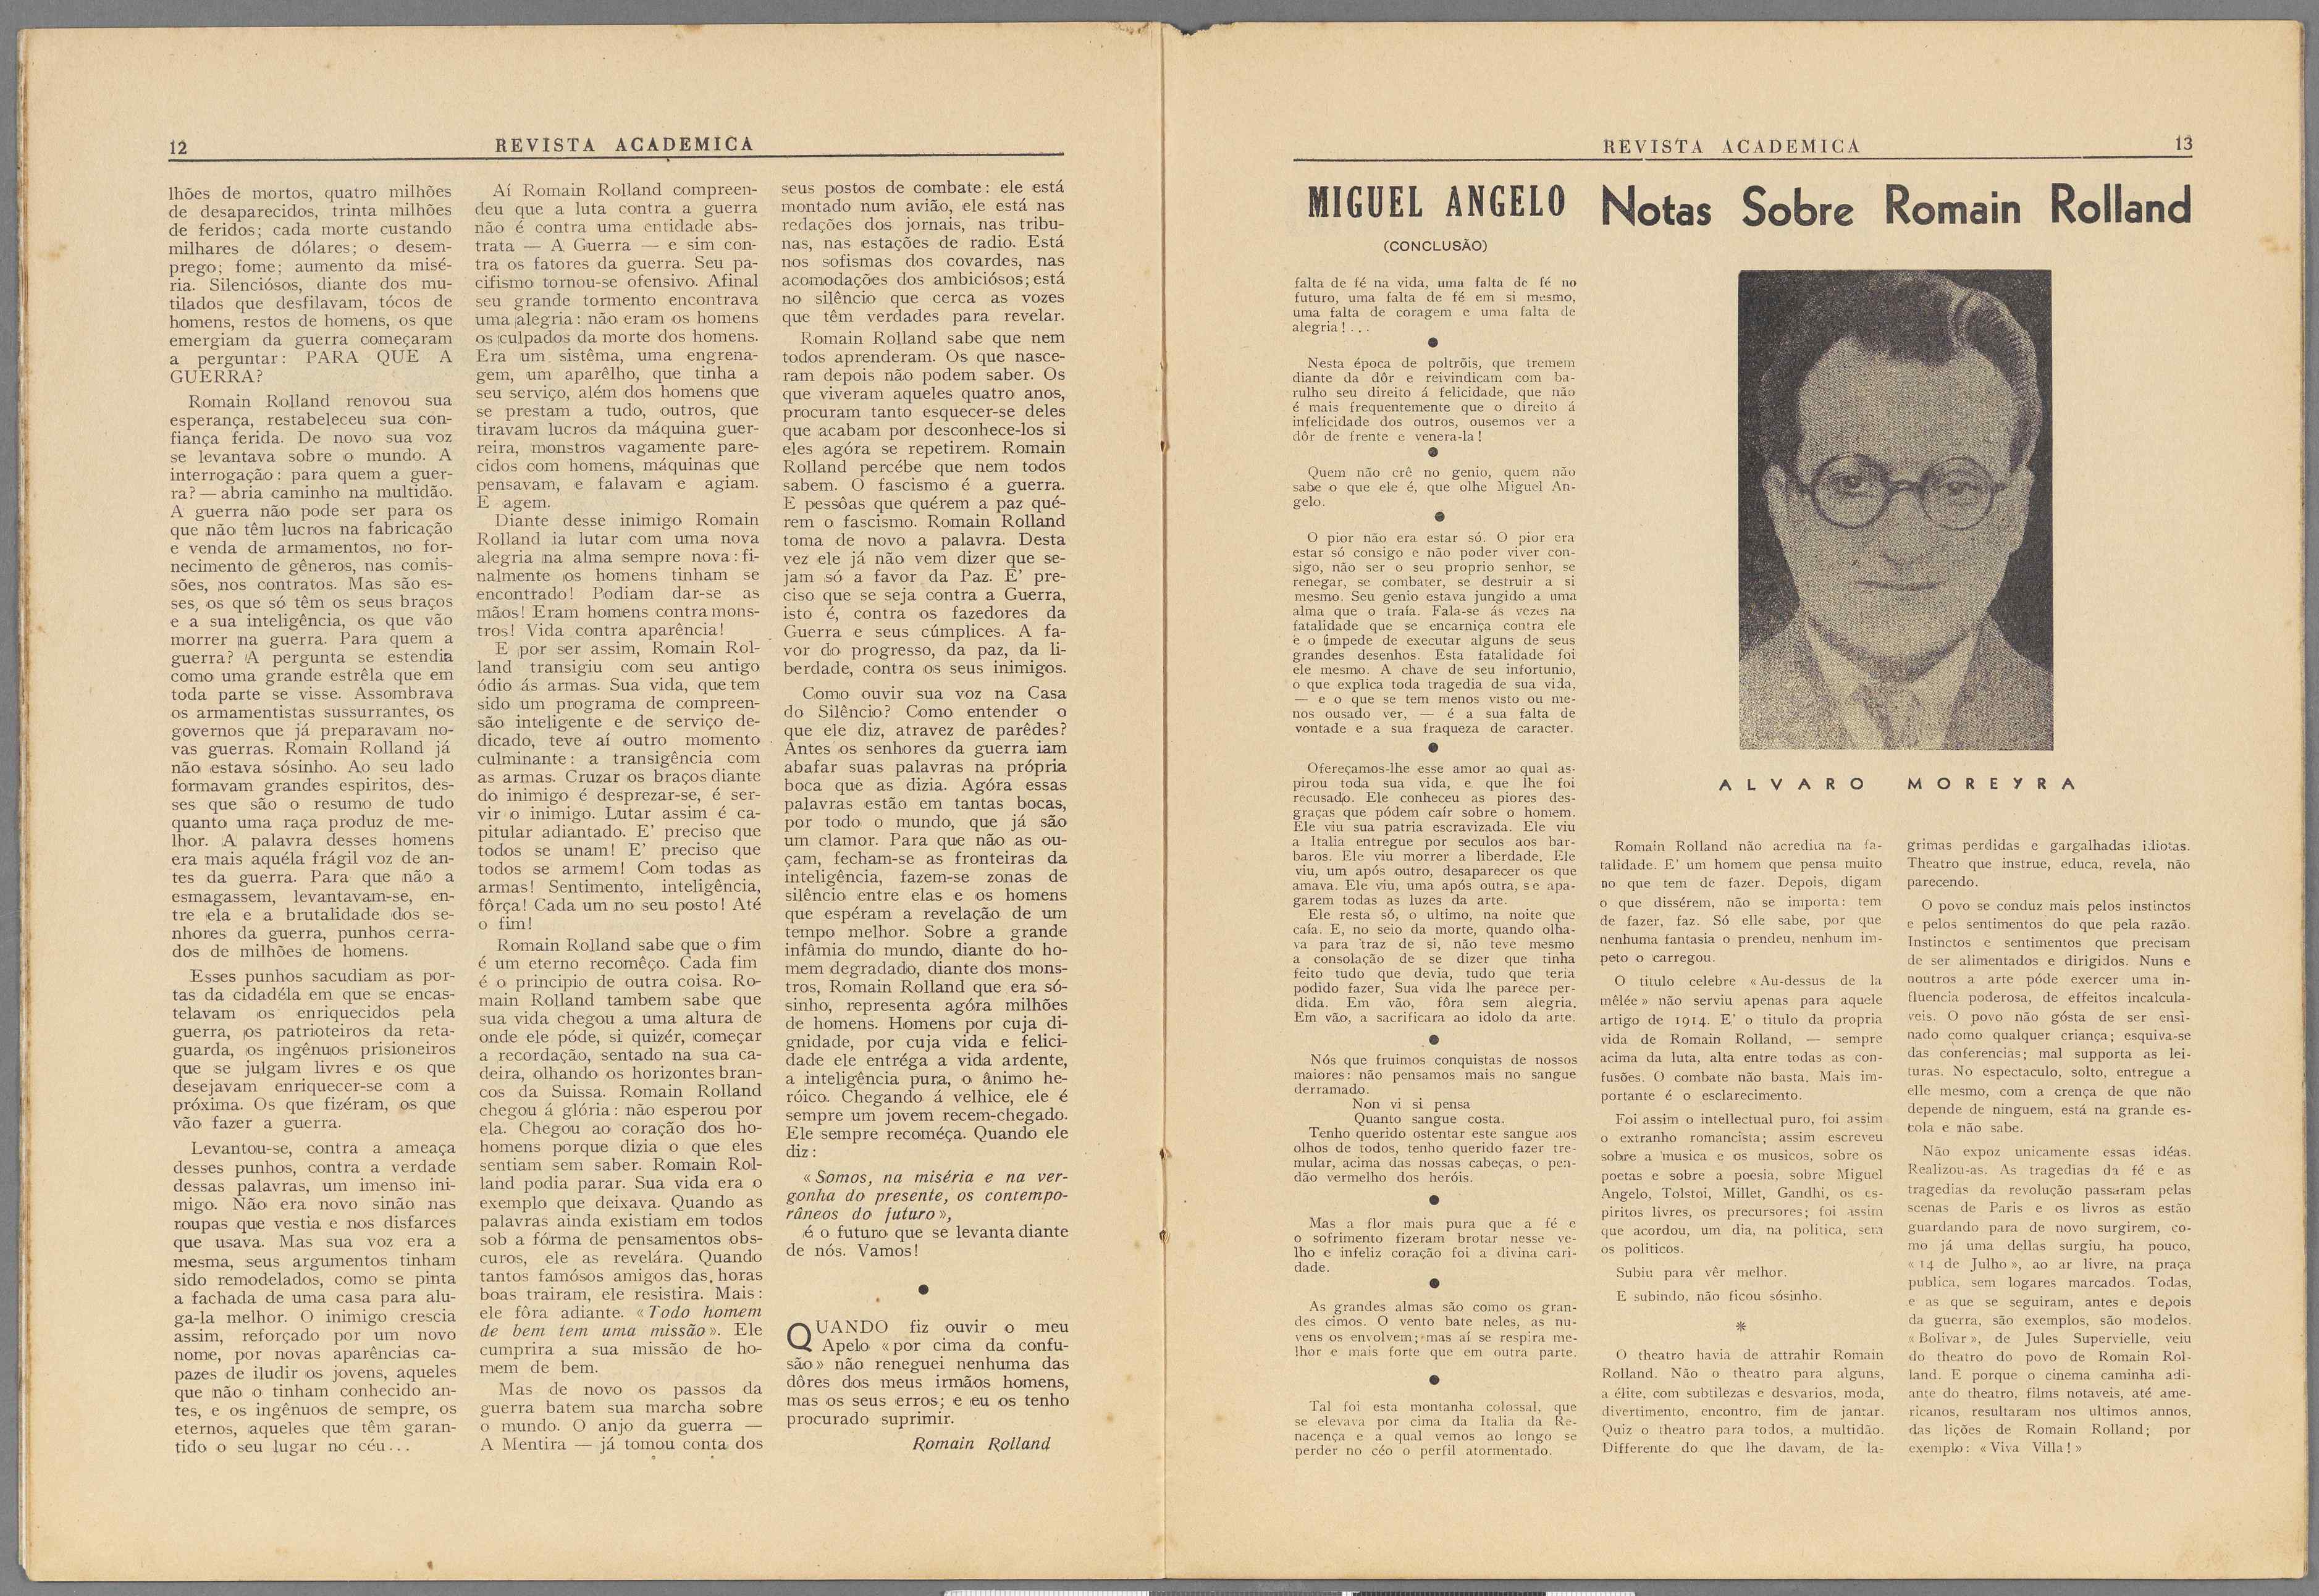 12
REVISTA ACADEMICA
lhões de mortos, quatro milhões
de desaparecidos, trinta milhões
de feridos; cada morte custando
milhares de dólares; o desem-
prego; fome; aumento da misé-
ria. Silenciósos, diante dos mu-
tilados que desfilavam, tócos de
homens, restos de homens, os que
emergiam da guerra começaram
a perguntar: PARA QUE A
GUERRA?
Romain Rolland renovou sua
esperança, restabeleceu sua con-
fiança ferida. De novo sua voz
se levantava sobre o mundo. A
interrogação: para quem a guer-
ra? — abria caminho na multidão.
A guerra não pode ser para os
que não têm lucros na fabricação
e venda de armamentos, no for-
necimento de gêneros, nas comis-
sões, nos contratos. Mas são es-
ses, os que só têm os seus braços
e a sua inteligência, os que vão
morrer na guerra. Para quem a
guerra? A pergunta se estendia
como uma grande estrêla que em
toda parte se visse. Assombrava
os armamentistas sussurrantes, os
governos que já preparavam no-
vas guerras. Romain Rolland já
não estava sósinho. Ao seu lado
formavam grandes espiritos, des-
ses que são o resumo de tudo
quanto uma raça produz de me-
lhor. A palavra desses homens
era mais aquéla frágil voz de an-
tes da guerra. Para que não a
esmagassem, levantavam-se, en-
tre ela e a brutalidade dos se-
nhores da guerra, punhos cerra-
dos de milhões de homens.
Esses punhos sacudiam as por-
tas da cidadéla em que se encas-
telavam os enriquecidos pela
guerra, os patrioteiros da reta-
guarda, os ingênuos prisioneiros
que se julgam livres e os que
desejavam enriquecer-se com a
próxima. Os que fizéram, os que
vão fazer a guerra.
Levantou-se, contra a ameaça
desses punhos, contra a verdade
dessas palavras, um imenso ini-
migo. Não era novo sinão nas
roupas que vestia e nos disfarces
que usava. Mas sua voz era a
mesma, seus argumentos tinham
sido remodelados, como se pinta
a fachada de uma casa para alu-
ga-la melhor. O inimigo crescia
assim, reforçado por um novo
nome, por novas aparências ca-
pazes de iludir os jovens, aqueles
que não o tinham conhecido an-
tes, e os ingênuos de sempre, os
eternos, aqueles que têm garan-
tido o seu lugar no céu...
Aí Romain Rolland compreen-
deu que a luta contra a guerra
não é contra uma entidade abs-
trata — A Guerra — e sim con-
tra os fatores da guerra. Seu pa-
cifismo tornou-se ofensivo. Afinal
seu grande tormento encontrava
uma alegria: não eram os homens
os culpados da morte dos homens.
Era um sistêma, uma engrena-
gem, um aparêlho, que tinha a
seu serviço, além dos homens que
se prestam a tudo, outros, que
tiravam lucros da máquina guer-
reira, monstros vagamente pare-
cidos com homens, máquinas que
pensavam, e falavam e agiam.
E agem.
Diante desse inimigo Romain
Rolland ia lutar com uma nova
alegria na alma sempre nova: fi-
nalmente os homens tinham se
encontrado! Podiam dar-se as
mãos! Eram homens contra mons-
tros! Vida contra aparência!
E por ser assim, Romain Rol-
land transigiu com seu antigo
ódio ás armas. Sua vida, que tem
sido um programa de compreen-
são inteligente e de serviço de-
dicado, teve aí outro momento
culminante: a transigência com
as armas. Cruzar os braços diante
do inimigo é desprezar-se, é ser-
vir o inimigo. Lutar assim é ca-
pitular adiantado. E' preciso que
todos se unam! E' preciso que
todos se armem! Com todas as
armas! Sentimento, inteligência,
fôrça! Cada um no seu posto! Até
o fim!
Romain Rolland sabe que o fim
é um eterno recomêço. Cada fim
é o principio de outra coisa. Ro-
main Rolland tambem sabe que
sua vida chegou a uma altura de
onde ele póde, si quizér, começar
a recordação, sentado na sua ca-
deira, olhando os horizontes bran-
cos da Suissa. Romain Rolland
chegou á glória: não esperou por
ela. Chegou ao coração dos ho-
homens porque dizia o que eles
sentiam sem saber. Romain Rol-
land podia parar. Sua vida era o
exemplo que deixava. Quando as
palavras ainda existiam em todos
sob a fórma de pensamentos obs-
curos, ele as revelára. Quando
tantos famósos amigos das horas
boas trairam, ele resistira. Mais:
ele fôra adiante. «Todo homem
de bem tem uma missão». Ele
cumprira a sua missão de ho-
mem de bem.
Mas de novo os passos da
guerra batem sua marcha sobre
o mundo. O anjo da guerra —
A Mentira — já tomou conta dos
seus postos de combate: ele está
montado num avião, ele está nas
redações dos jornais, nas tribu-
nas, nas estações de radio. Está
nos sofismas dos covardes, nas
acomodações dos ambiciósos; está
no silêncio que cerca as vozes
que têm verdades para revelar.
Romain Rolland sabe que nem
todos aprenderam. Os que nasce-
ram depois não podem saber. Os
que viveram aqueles quatro anos,
procuram tanto esquecer-se deles
que acabam por desconhece-los si
eles agóra se repetirem. Romain
Rolland percébe que nem todos
sabem. O fascismo é a guerra.
E pessôas que quérem a paz qué-
rem o fascismo. Romain Rolland
toma de novo a palavra. Desta
vez ele já não vem dizer que se-
jam só a favor da Paz. E' pre-
ciso que se seja contra a Guerra,
isto é, contra os fazedores da
Guerra e seus cúmplices. A fa-
vor do progresso, da paz, da li-
berdade, contra os seus inimigos.
Como ouvir sua voz na Casa
do Silêncio? Como entender o
que ele diz, atravez de parêdes?
Antes os senhores da guerra iam
abafar suas palavras na própria
boca que as dizia. Agóra essas
palavras estão em tantas bocas,
por todo o mundo, que já são
um clamor. Para que não as ou-
çam, fecham-se as fronteiras da
inteligência, fazem-se zonas de
silêncio entre elas e os homens
que espéram a revelação de um
tempo melhor. Sobre a grande
infâmia do mundo, diante do ho-
mem degradado, diante dos mons-
tros, Romain Rolland que era só-
sinho, representa agóra milhões
de homens. Homens por cuja di-
gnidade, por cuja vida e felici-
dade ele entréga a vida ardente,
a inteligência pura, o ânimo he-
róico. Chegando á velhice, ele é
sempre um jovem recem-chegado.
Ele sempre recoméça. Quando ele
diz:
«Somos, na miséria e na ver-
gonha do presente, os contempo-
râneos do futuro»,
é o futuro que se levanta diante
de nós. Vamos!
●
QUANDO fiz ouvir o meu
Apelo «por cima da confu-
são» não reneguei nenhuma das
dôres dos meus irmãos homens,
mas os seus erros; e eu os tenho
procurado suprimir.
Romain Rolland
REVISTA ACADEMICA
13
MIGUEL ANGELO
(CONCLUSÃO)
falta de fé na vida, uma falta de fé no
futuro, uma falta de fé em si mesmo,
uma falta de coragem e uma falta de
alegria!...
●
Nesta época de poltrõis, que tremem
diante da dôr e reivindicam com ba-
rulho seu direito á felicidade, que não
é mais frequentemente que o direito á
infelicidade dos outros, ousemos ver a
dôr de frente e venera-la!
●
Quem não crê no genio, quem não
sabe o que ele é, que olhe Miguel An-
gelo.
●
O pior não era estar só. O pior era
estar só consigo e não poder viver con-
sigo, não ser o seu proprio senhor, se
renegar, se combater, se destruir a si
mesmo. Seu genio estava jungido a uma
alma que o traía. Fala-se ás vezes na
fatalidade que se encarniça contra ele
e o impede de executar alguns de seus
grandes desenhos. Esta fatalidade foi
ele mesmo. A chave de seu infortunio,
o que explica toda tragedia de sua vida,
— e o que se tem menos visto ou me-
nos ousado ver, — é a sua falta de
vontade e a sua fraqueza de caracter.
●
Ofereçamos-lhe esse amor ao qual as-
pirou toda sua vida, e que lhe foi
recusado. Ele conheceu as piores des-
graças que pódem caír sobre o homem.
Ele viu sua patria escravizada. Ele viu
a Italia entregue por seculos aos bar-
baros. Ele viu morrer a liberdade. Ele
viu, um após outro, desaparecer os que
amava. Ele viu, uma após outra, se apa-
garem todas as luzes da arte.
Ele resta só, o ultimo, na noite que
caía. E, no seio da morte, quando olha-
va para traz de si, não teve mesmo
a consolação de se dizer que tinha
feito tudo que devia, tudo que teria
podido fazer, Sua vida lhe parece per-
dida. Em vão, fôra sem alegria.
Em vão, a sacrificara ao idolo da arte.
●
Nós que fruimos conquistas de nossos
maiores: não pensamos mais no sangue
derramado.
Non vi si pensa
Quanto sangue costa.
Tenho querido ostentar este sangue aos
olhos de todos, tenho querido fazer tre-
mular, acima das nossas cabeças, o pen-
dão vermelho dos heróis.
●
Mas a flor mais pura que a fé e
o sofrimento fizeram brotar nesse ve-
lho e infeliz coração foi a divina cari-
dade.
●
As grandes almas são como os gran-
des cimos. O vento bate neles, as nu-
vens os envolvem; mas aí se respira me-
lhor e mais forte que em outra parte.
●
Tal foi esta montanha colossal, que
se elevava por cima da Italia da Re-
nacença e a qual vemos ao longo se
perder no céo o perfil atormentado.
Notas Sobre Romain Rolland
ALVARO MOREYRA
Romain Rolland não acredita na fa-
talidade. E' um homem que pensa muito
no que tem de fazer. Depois, digam
o que dissérem, não se importa: tem
de fazer, faz. Só elle sabe, por que
nenhuma fantasia o prendeu, nenhum im-
peto o carregou.
O titulo celebre «Au-dessus de la
mêlée» não serviu apenas para aquele
artigo de 1914. E' o titulo da propria
vida de Romain Rolland, — sempre
acima da luta, alta entre todas as con-
fusões. O combate não basta. Mais im-
portante é o esclarecimento.
Foi assim o intellectual puro, foi assim
o extranho romancista; assim escreveu
sobre a musica e os musicos, sobre os
poetas e sobre a poesia, sobre Miguel
Angelo, Tolstoi, Millet, Gandhi, os es-
piritos livres, os precursores; foi assim
que acordou, um dia, na politica, sem
os politicos.
Subiu para vêr melhor.
E subindo, não ficou sósinho.
*
O theatro havia de attrahir Romain
Rolland. Não o theatro para alguns,
a élite, com subtilezas e desvarios, moda,
divertimento, encontro, fim de jantar.
Quiz o theatro para todos, a multidão.
Differente do que lhe davam, de la-
grimas perdidas e gargalhadas idiotas.
Theatro que instrue, educa, revela, não
parecendo.
O povo se conduz mais pelos instinctos
e pelos sentimentos do que pela razão.
Instinctos e sentimentos que precisam
de ser alimentados e dirigidos. Nuns e
noutros a arte póde exercer uma in-
fluencia poderosa, de effeitos incalcula-
veis. O povo não gósta de ser ensi-
nado como qualquer criança; esquiva-se
das conferencias; mal supporta as lei-
turas. No espectaculo, solto, entregue a
elle mesmo, com a crença de que não
depende de ninguem, está na grande es-
cola e não sabe.
Não expoz unicamente essas idéas.
Realizou-as. As tragedias da fé e as
tragedias da revolução passaram pelas
scenas de Paris e os livros as estão
guardando para de novo surgirem, co-
mo já uma dellas surgiu, ha pouco,
«14 de Julho», ao ar livre, na praça
publica, sem logares marcados. Todas,
e as que se seguiram, antes e depois
da guerra, são exemplos, são modelos.
«Bolivar», de Jules Supervielle, veiu
do theatro do povo de Romain Rol-
land. E porque o cinema caminha adi-
ante do theatro, films notaveis, até ame-
ricanos, resultaram nos ultimos annos,
das lições de Romain Rolland; por
exemplo: «Viva Villa!»